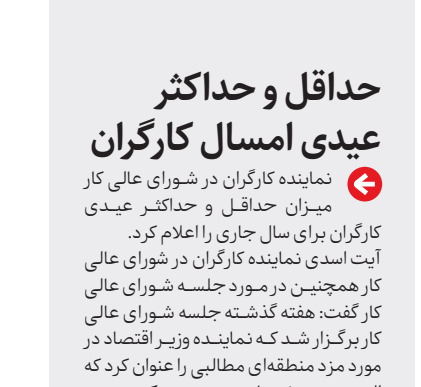 حداقل و حداکثر
عیدی امسال کارگران
نماینده کارگران در شورای عالی کار
میزان حداقل و حداکثر عیدی
کارگران برای سال جاری را اعلام کرد.
آیت اسدی نماینده کارگران در شورای عالی
کار همچنین در مورد جلسه شورای عالی
کار گفت: هفته گذشته جلسه شورای عالی
کار برگزار شد که نماینده وزیر اقتصاد در
مورد مزد منطقه‌ای مطالبی را عنوان کرد که